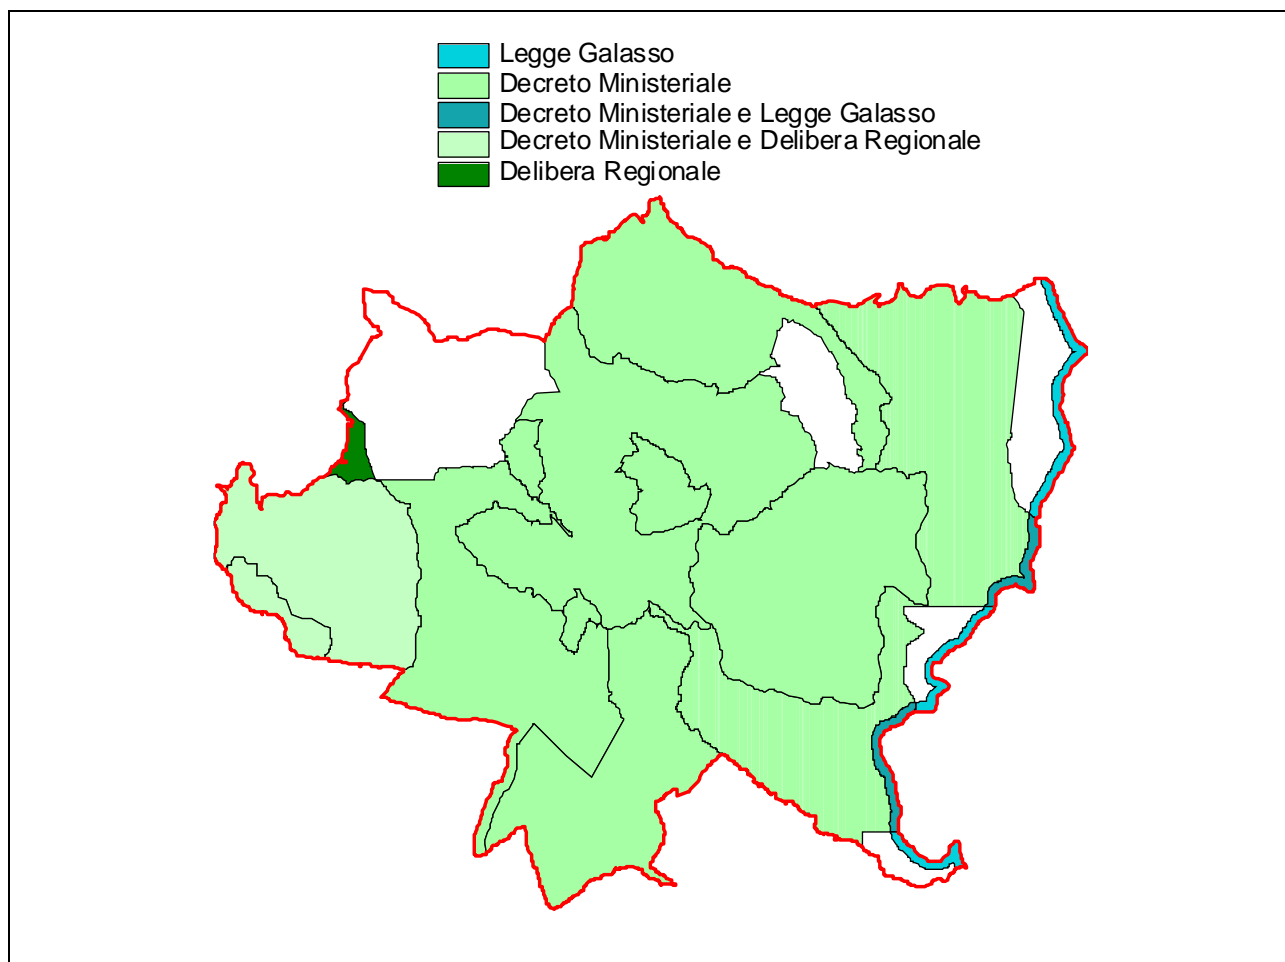 Legge Galasso
Decreto Ministeriale
Decreto Ministeriale e Legge Galasso
Decreto Ministeriale e Delibera Regionale
Delibera Regionale